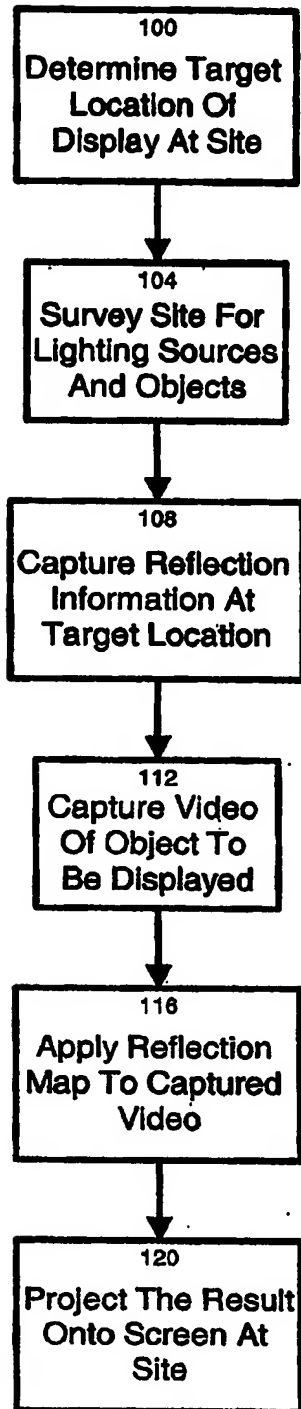 100
Determine Target
Location Of
Display At Site
104
Survey Site For
Lighting Sources
And Objects
108
Capture Reflection
Information At
Target Location
112
Capture Video
Of Object To
Be Displayed
116
Apply Reflection
Map To Captured
Video
120
Project The Result
Onto Screen At
Site